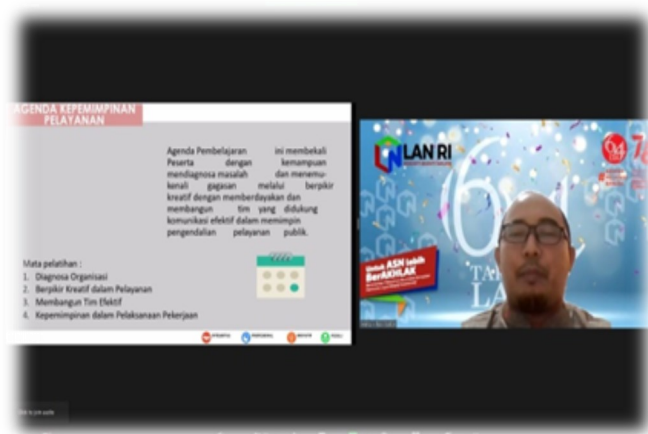 AGENDA KEPEMIMPINAN
PELAYANAN
Agenda Pembelajaran ini membekali
Peserta dengan kemampuan
mendiagnosa masalah dan menemu-
kenali gagasan melalui berpikir
kreatif dengan memberdayakan dan
membangun tim yang didukung
komunikasi efektif dalam memimpin
pengendalian pelayanan publik.
Mata pelatihan :
1. Diagnosa Organisasi
2. Berpikir Kreatif dalam Pelayanan
3. Membangun Tim Efektif
4. Kepemimpinan dalam Pelaksanaan Pekerjaan
LAN RI
Untuk ASN lebih
BerAKHLAK